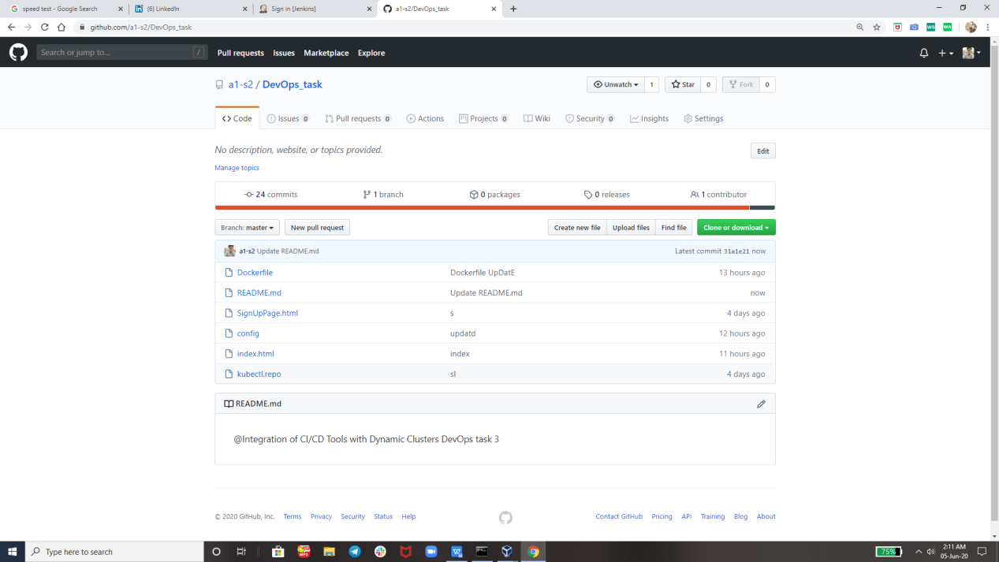 speed test - Google Search
(6) LinkedIn
Sign in [Jenkins]
a1-s2/DevOps_task
github.com/a1-s2/DevOps_task
Search or jump to... /
Pull requests Issues Marketplace Explore
a1-s2 / DevOps_task
Unwatch 1 Star 0 Fork 0
Code Issues 0 Pull requests 0 Actions Projects 0 Wiki Security 0 Insights Settings
No description, website, or topics provided.
Edit
Manage topics
24 commits 1 branch 0 packages 0 releases 1 contributor
Branch: master New pull request Create new file Upload files Find file Clone or download
a1-s2 Update README.md Latest commit 31a1e21 now
Dockerfile Dockerfile UpDatE 13 hours ago
README.md Update README.md now
SignUpPage.html s 4 days ago
config updatd 12 hours ago
index.html index 11 hours ago
kubectl.repo sl 4 days ago
README.md
@Integration of CI/CD Tools with Dynamic Clusters DevOps task 3
© 2020 GitHub, Inc. Terms Privacy Security Status Help Contact GitHub Pricing API Training Blog About
Type here to search
75%
2:11 AM
05-Jun-20